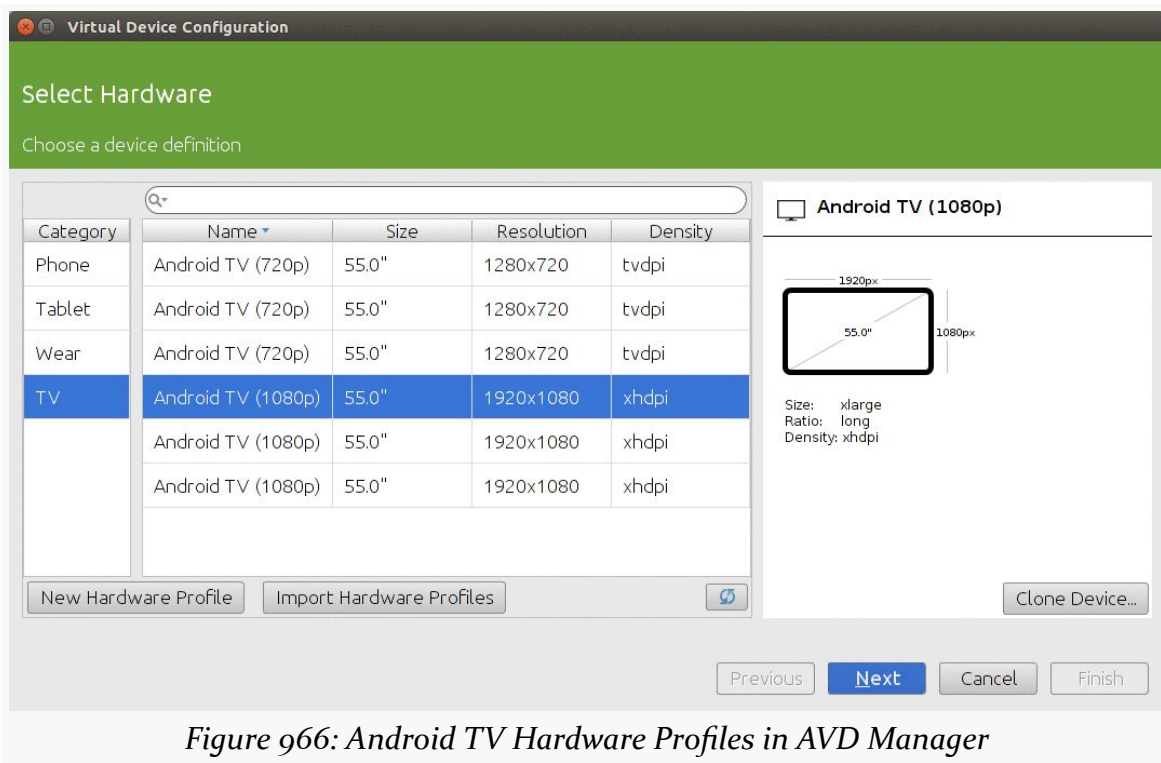 Virtual Device Configuration
Select Hardware
Choose a device definition
Category
Phone
Tablet
Wear
TV
Name Size Resolution Density
Android TV (720p) 55.0" 1280x720 tvdpi
Android TV (720p) 55.0" 1280x720 tvdpi
Android TV (720p) 55.0" 1280x720 tvdpi
Android TV (1080p) 55.0" 1920x1080 xhdpi
Android TV (1080p) 55.0" 1920x1080 xhdpi
Android TV (1080p) 55.0" 1920x1080 xhdpi
New Hardware Profile Import Hardware Profiles
Android TV (1080p)
1920px
55.0" 1080px
Size: xlarge
Ratio: long
Density: xhdpi
Clone Device...
Previous Next Cancel Finish
Figure 966: Android TV Hardware Profiles in AVD Manager